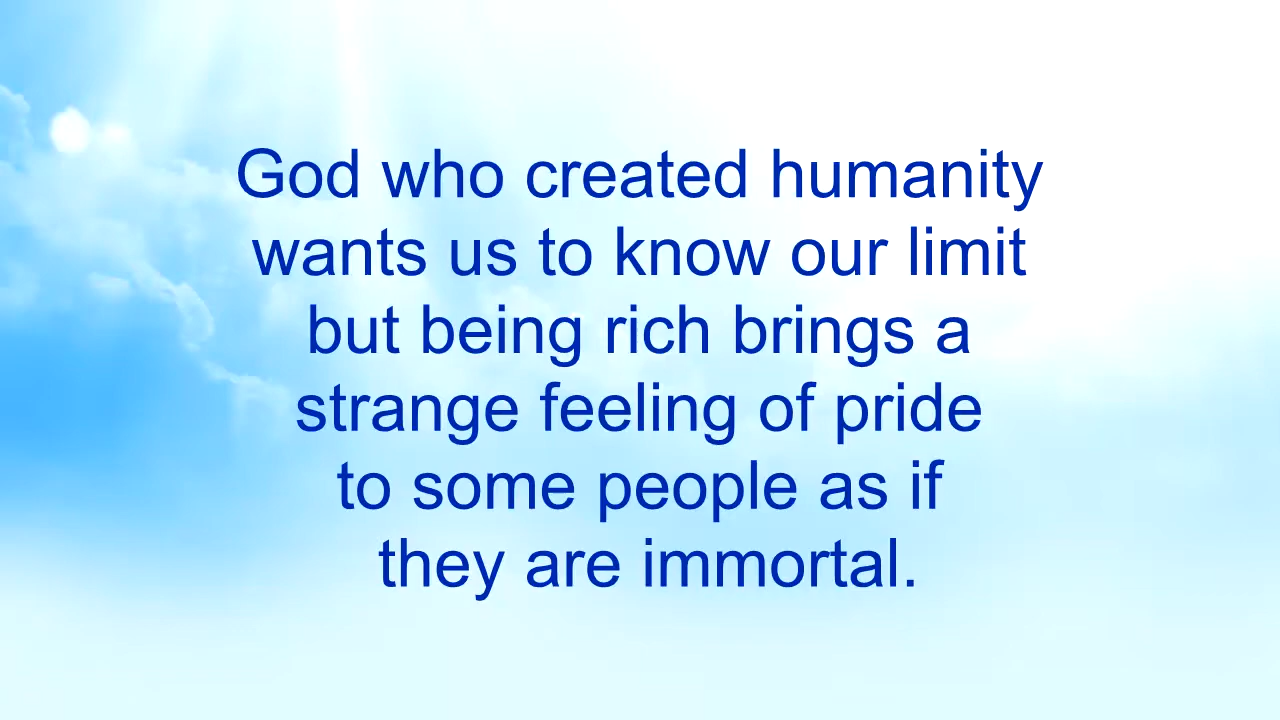 God who created humanity
wants us to know our limit
but being rich brings a
strange feeling of pride
to some people as if
they are immortal.